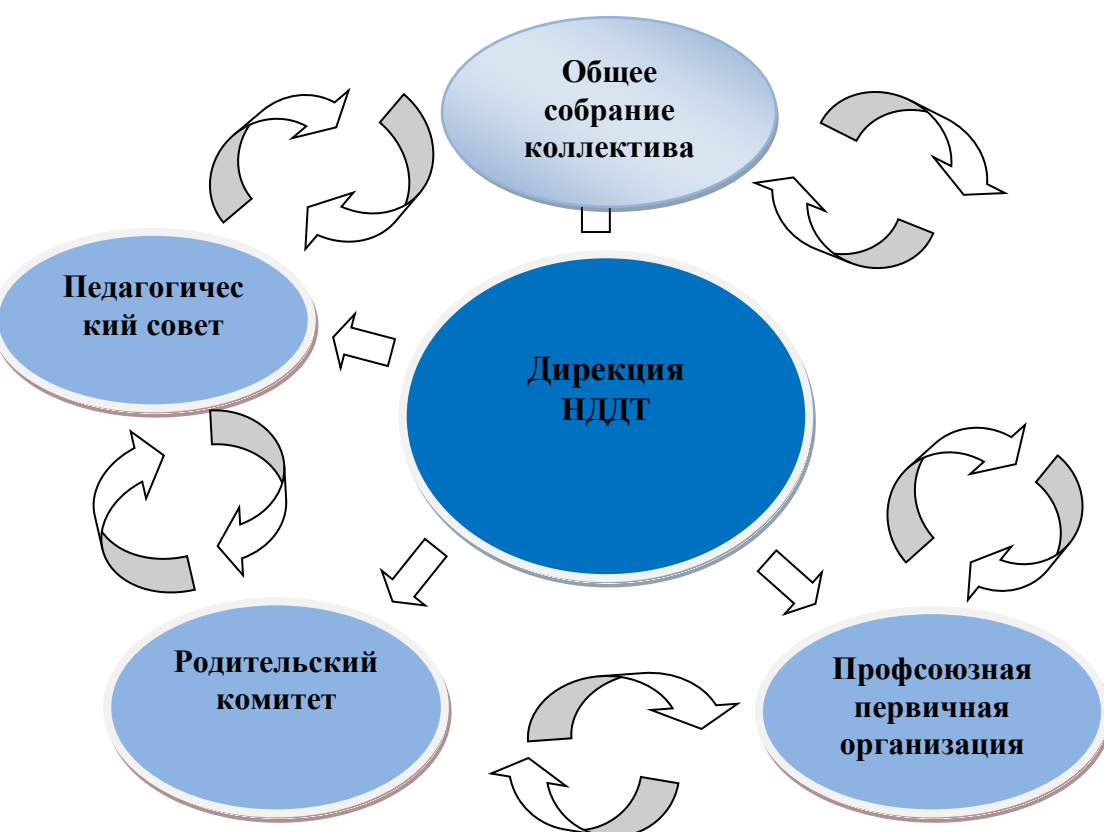 Общее
собрание
коллектива
Педагогичес
кий совет
Дирекция
НДДТ
Родительский
комитет
Профсоюзная
первичная
организация